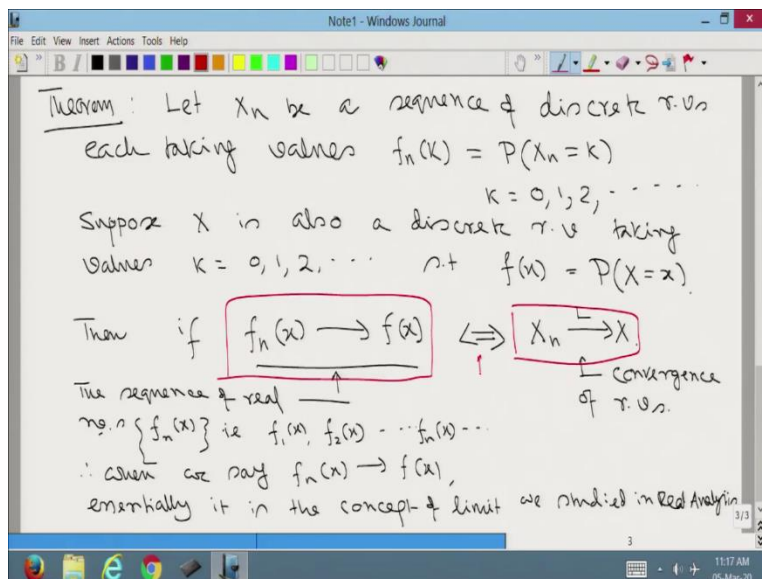 Note1 - Windows Journal
File Edit View Insert Actions Tools Help
Theorem : Let Xn be a sequence of discrete r.vs
each taking values fn(K) = P(Xn = k)
K = 0, 1, 2, - - - - -
Suppose X is also a discrete r.v taking
values K = 0, 1, 2, ... s.t f(x) = P(X = x)
Then if fn(x) ⟶ f(x) ⟺ Xn -L-> X.
The sequence of real
no.s {fn(x)} ie f1(x), f2(x) - - - fn(x) - - -
L convergence
of r.vs.
∴ when we say fn(x) → f(x),
essentially it is the concept of limit we studied in Real Analysis
3/3
3
11:17 AM
05-Mar-20